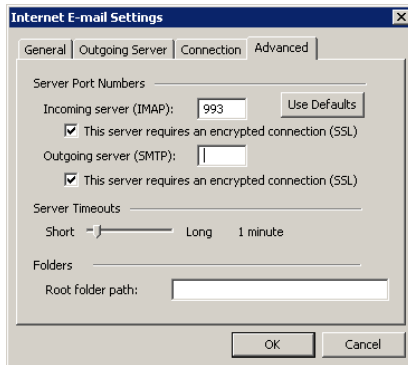 Internet E-mail Settings
General Outgoing Server Connection Advanced
Server Port Numbers
Incoming server (IMAP): 993 Use Defaults
This server requires an encrypted connection (SSL)
Outgoing server (SMTP):
This server requires an encrypted connection (SSL)
Server Timeouts
Short Long 1 minute
Folders
Root folder path:
OK Cancel